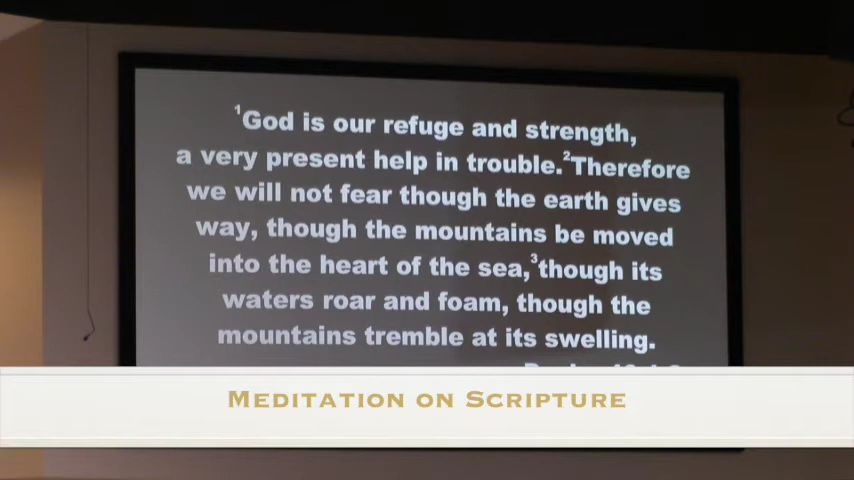 ¹God is our refuge and strength,
a very present help in trouble.²Therefore
we will not fear though the earth gives
way, though the mountains be moved
into the heart of the sea,³though its
waters roar and foam, though the
mountains tremble at its swelling.
MEDITATION ON SCRIPTURE